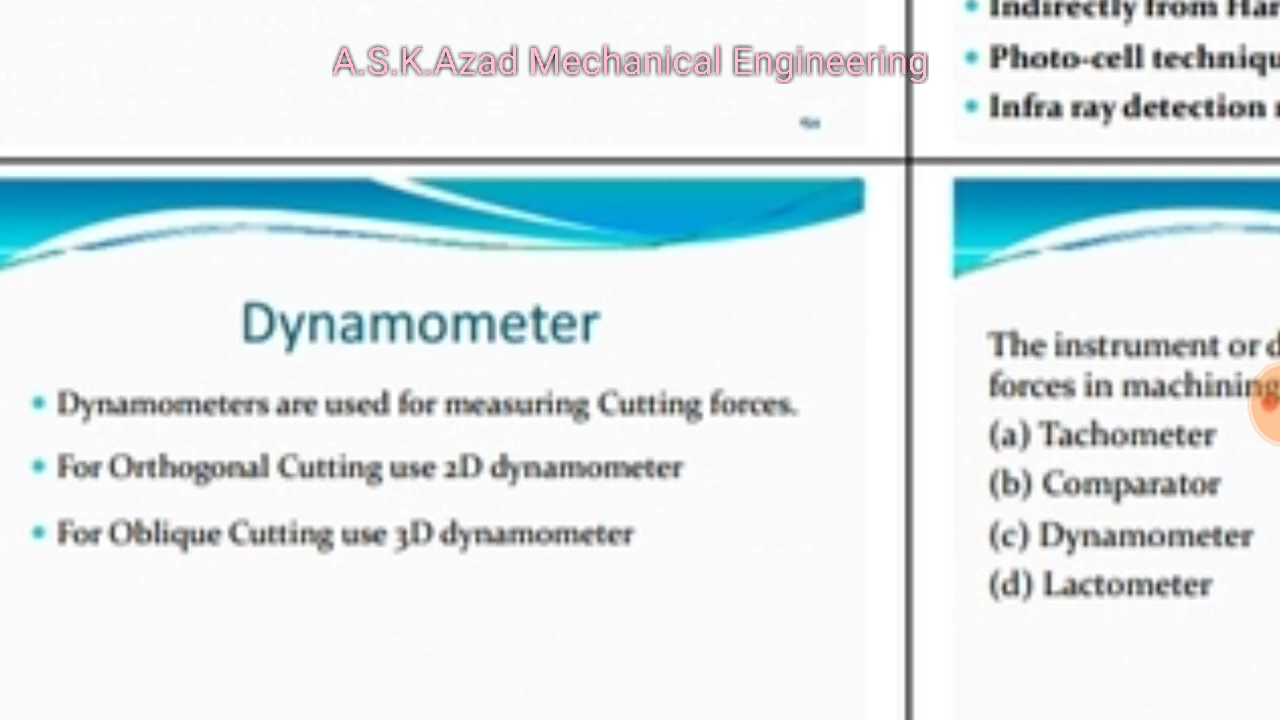 A.S.K.Azad Mechanical Engineering
Indirectly from
Photo-cell
Infra ray detection
Dynamometer
• Dynamometers are used for measuring Cutting forces.
• For Orthogonal Cutting use 2D dynamometer
• For Oblique Cutting use 3D dynamometer
The instrument or
forces in machining
(a) Tachometer
(b) Comparator
(c) Dynamometer
(d) Lactometer